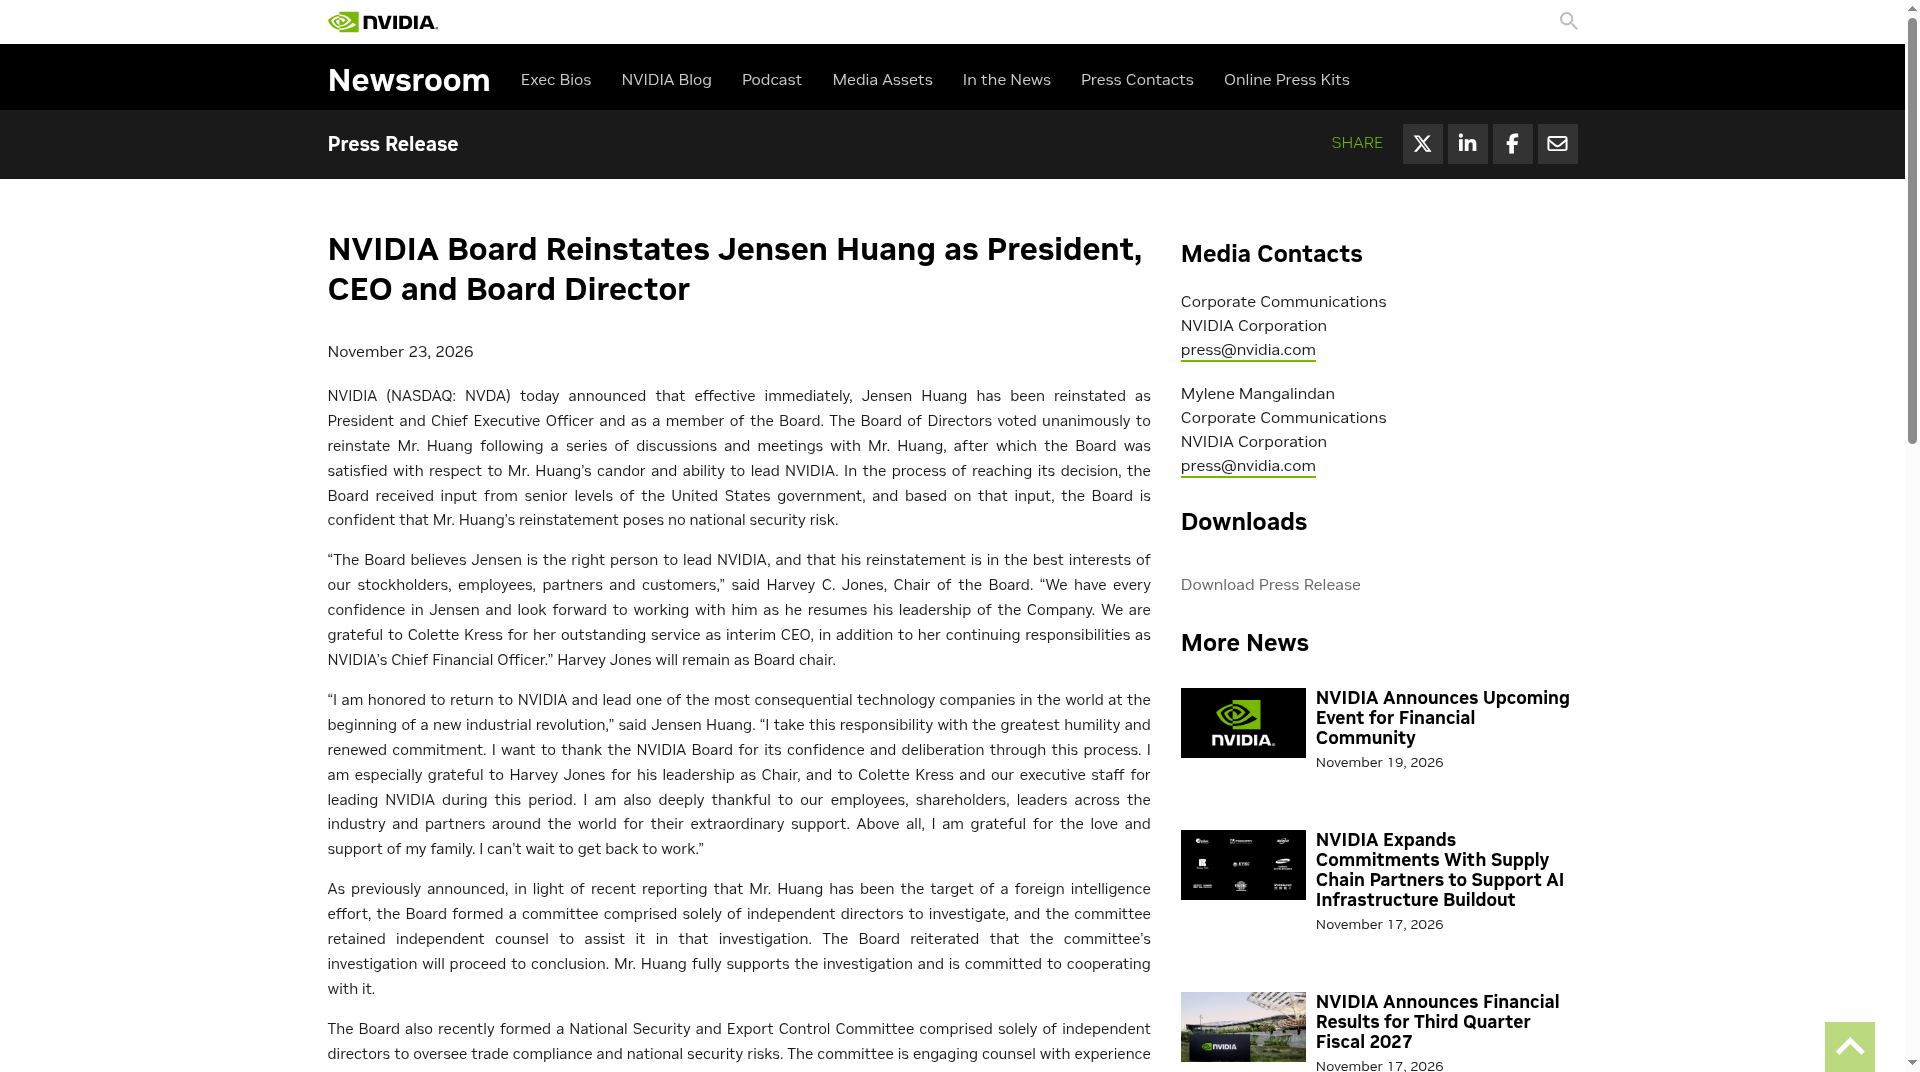 NVIDIA.
Newsroom
Exec Bios
NVIDIA Blog
Podcast
Media Assets
In the News
Press Contacts
Online Press Kits
Press Release
SHARE
NVIDIA Board Reinstates Jensen Huang as President,
CEO and Board Director
November 23, 2026
NVIDIA (NASDAQ: NVDA) today announced that effective immediately, Jensen Huang has been reinstated as
President and Chief Executive Officer and as a member of the Board. The Board of Directors voted unanimously to
reinstate Mr. Huang following a series of discussions and meetings with Mr. Huang, after which the Board was
satisfied with respect to Mr. Huang’s candor and ability to lead NVIDIA. In the process of reaching its decision, the
Board received input from senior levels of the United States government, and based on that input, the Board is
confident that Mr. Huang’s reinstatement poses no national security risk.
“The Board believes Jensen is the right person to lead NVIDIA, and that his reinstatement is in the best interests of
our stockholders, employees, partners and customers,” said Harvey C. Jones, Chair of the Board. “We have every
confidence in Jensen and look forward to working with him as he resumes his leadership of the Company. We are
grateful to Colette Kress for her outstanding service as interim CEO, in addition to her continuing responsibilities as
NVIDIA’s Chief Financial Officer.” Harvey Jones will remain as Board chair.
“I am honored to return to NVIDIA and lead one of the most consequential technology companies in the world at the
beginning of a new industrial revolution,” said Jensen Huang. “I take this responsibility with the greatest humility and
renewed commitment. I want to thank the NVIDIA Board for its confidence and deliberation through this process. I
am especially grateful to Harvey Jones for his leadership as Chair, and to Colette Kress and our executive staff for
leading NVIDIA during this period. I am also deeply thankful to our employees, shareholders, leaders across the
industry and partners around the world for their extraordinary support. Above all, I am grateful for the love and
support of my family. I can’t wait to get back to work.”
As previously announced, in light of recent reporting that Mr. Huang has been the target of a foreign intelligence
effort, the Board formed a committee comprised solely of independent directors to investigate, and the committee
retained independent counsel to assist it in that investigation. The Board reiterated that the committee’s
investigation will proceed to conclusion. Mr. Huang fully supports the investigation and is committed to cooperating
with it.
The Board also recently formed a National Security and Export Control Committee comprised solely of independent
directors to oversee trade compliance and national security risks. The committee is engaging counsel with experience
Media Contacts
Corporate Communications
NVIDIA Corporation
press@nvidia.com
Mylene Mangalindan
Corporate Communications
NVIDIA Corporation
press@nvidia.com
Downloads
Download Press Release
More News
NVIDIA.
NVIDIA Announces Upcoming
Event for Financial
Community
November 19, 2026
NVIDIA Expands
Commitments With Supply
Chain Partners to Support AI
Infrastructure Buildout
November 17, 2026
NVIDIA
NVIDIA Announces Financial
Results for Third Quarter
Fiscal 2027
November 17, 2026